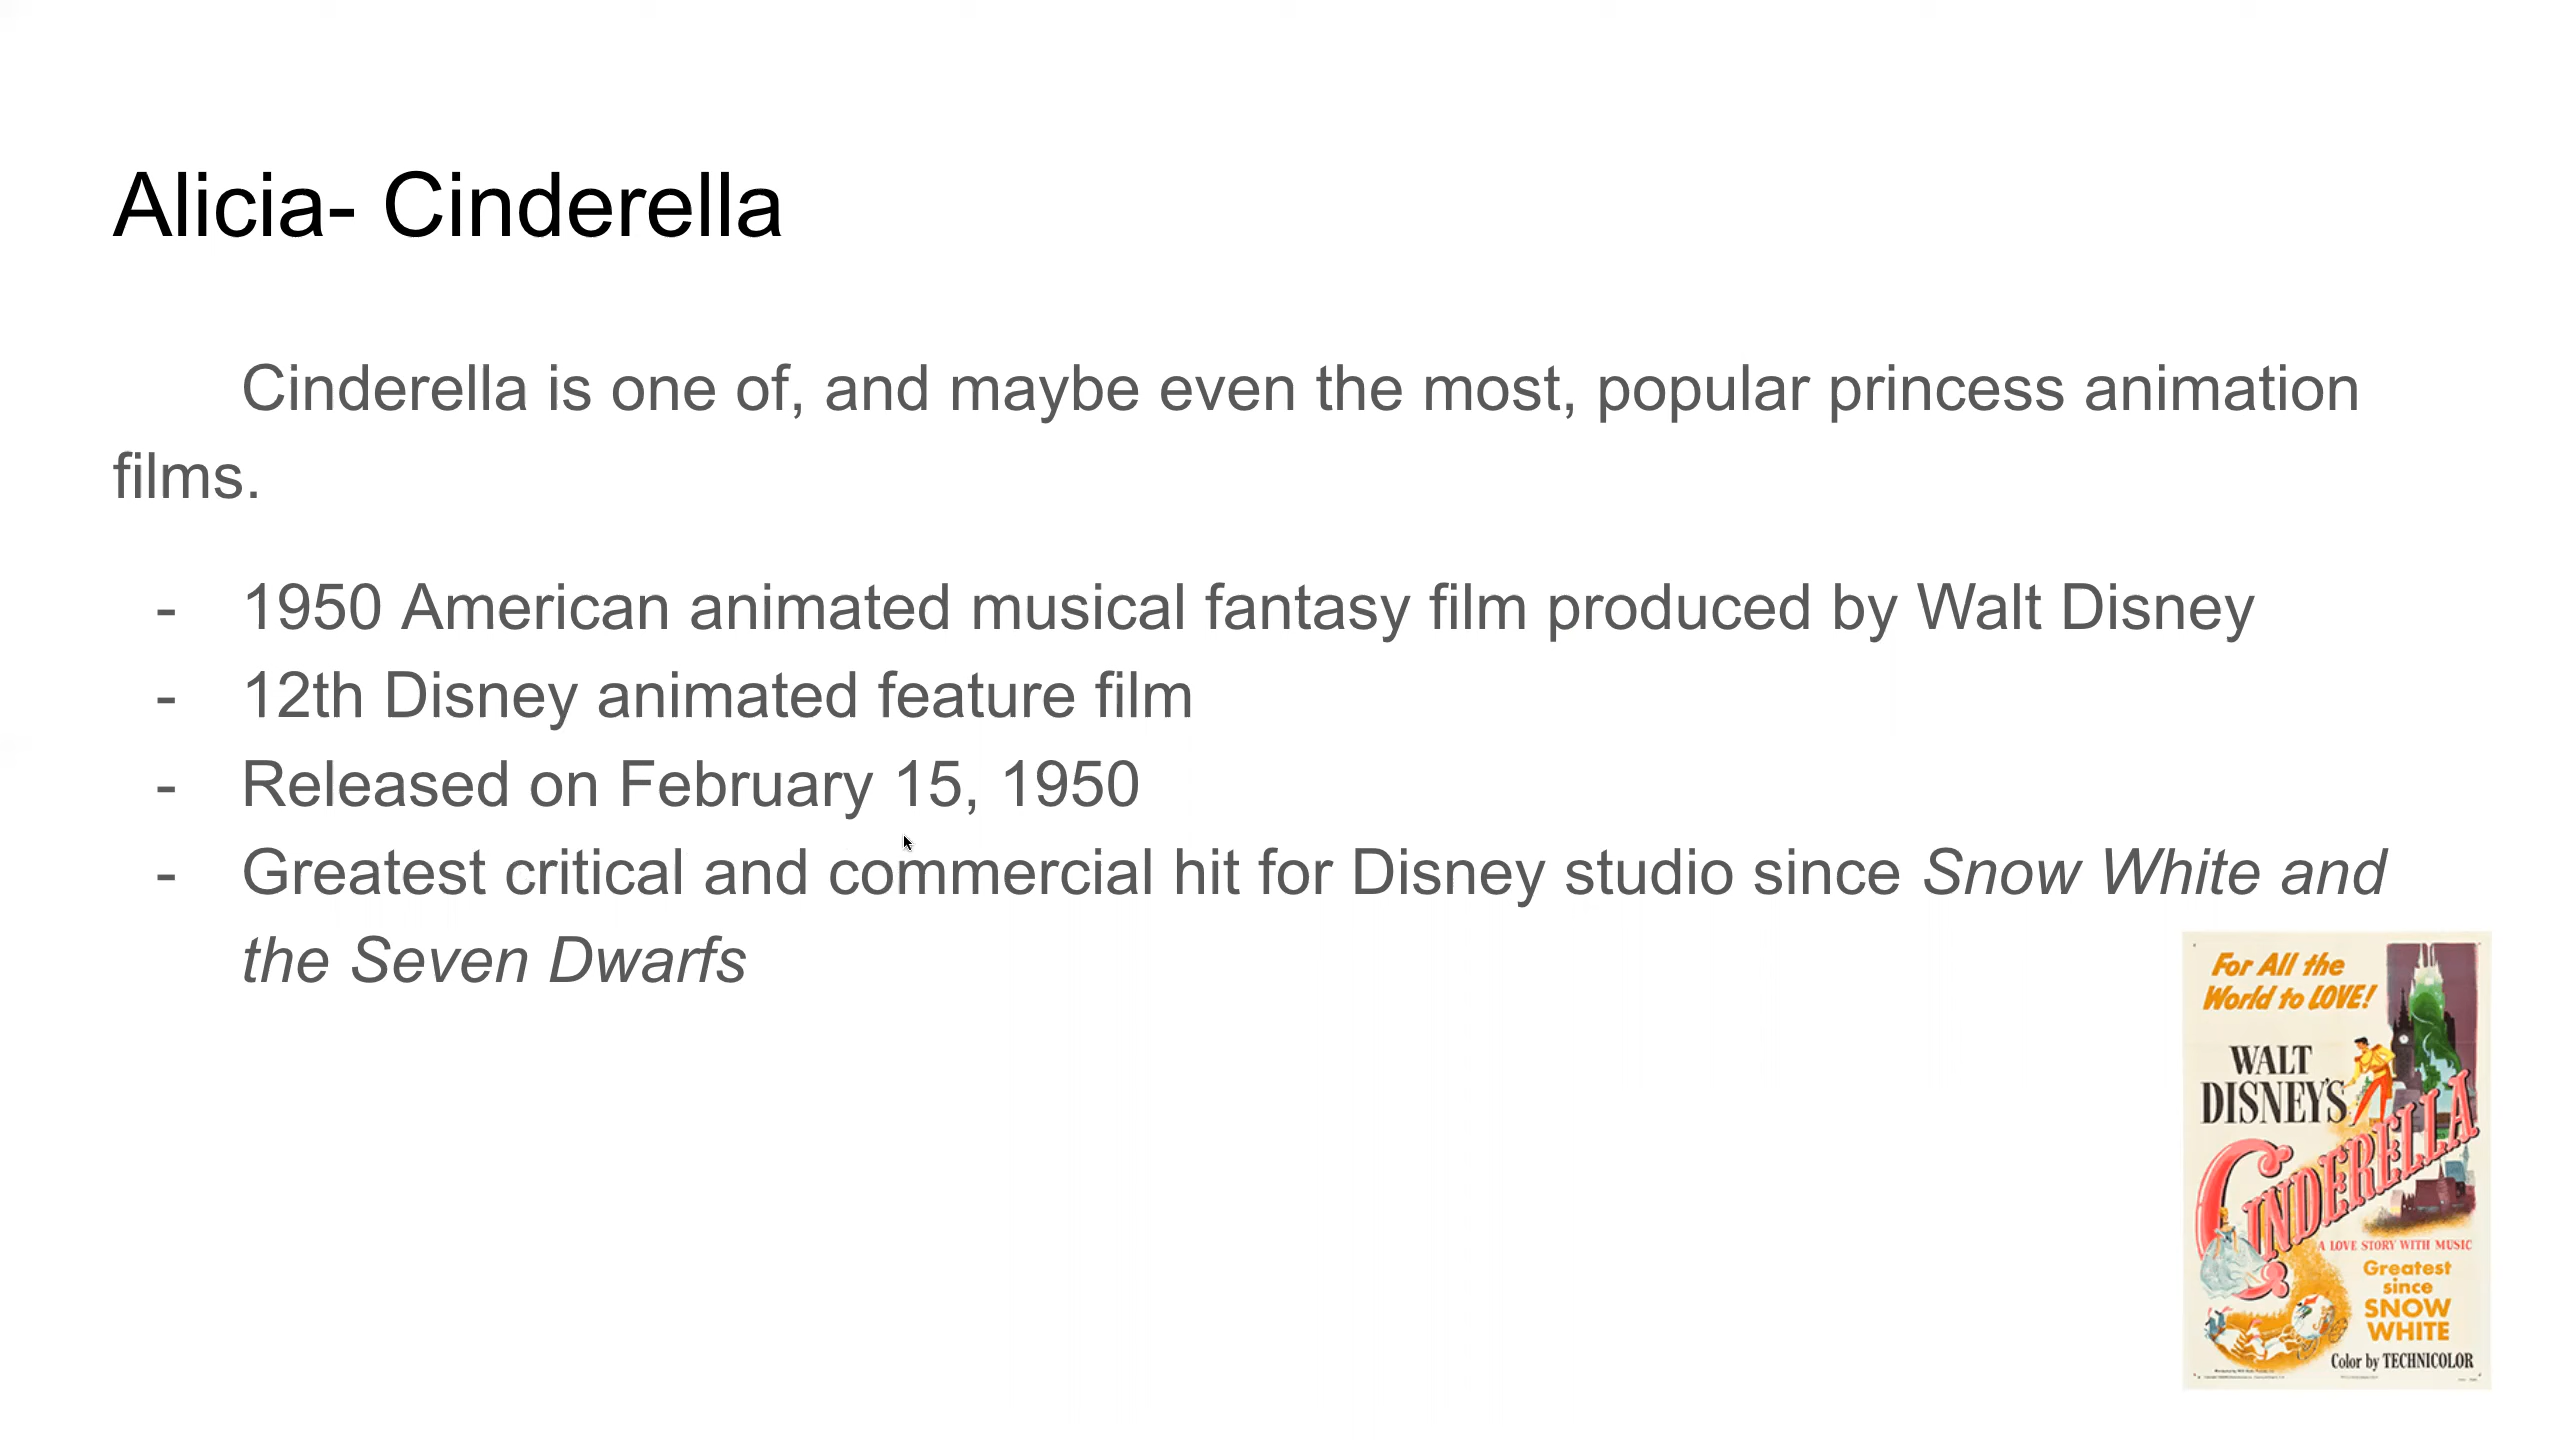 Alicia- Cinderella
Cinderella is one of, and maybe even the most, popular princess animation
films.
- 1950 American animated musical fantasy film produced by Walt Disney
- 12th Disney animated feature film
- Released on February 15, 1950
- Greatest critical and commercial hit for Disney studio since Snow White and
the Seven Dwarfs
For All the
World to LOVE!
WALT
DISNEY'S
CINDERELLA
A LOVE STORY WITH MUSIC
Greatest
since
SNOW
WHITE
Color by TECHNICOLOR